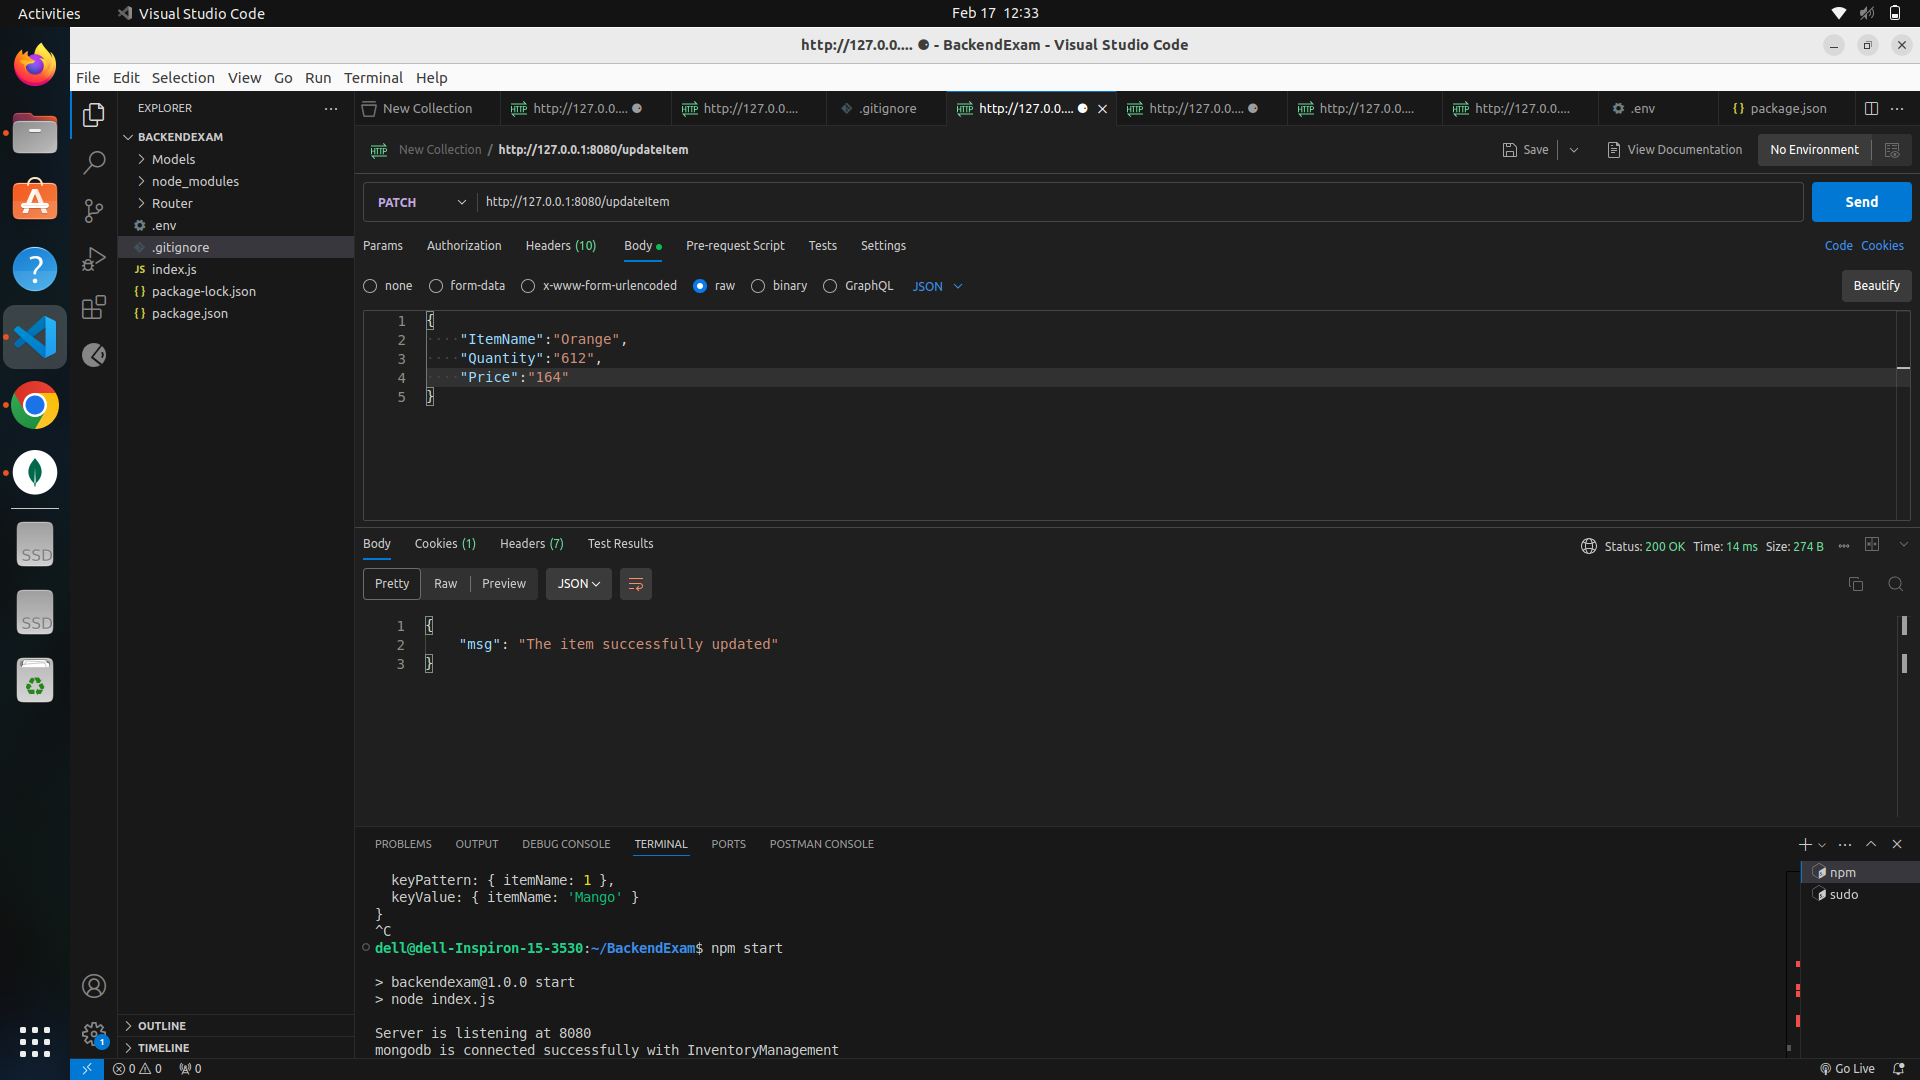 Activities
Visual Studio Code
Feb 17 12:33
http://127.0.0.... ● - BackendExam - Visual Studio Code
File Edit Selection View Go Run Terminal Help
EXPLORER
New Collection
http://127.0.0....
http://127.0.0....
.gitignore
http://127.0.0....
http://127.0.0....
http://127.0.0....
http://127.0.0....
.env
package.json
BACKENDEXAM
Models
node_modules
Router
.env
.gitignore
index.js
package-lock.json
package.json
New Collection / http://127.0.0.1:8080/updateItem
Save
View Documentation
No Environment
PATCH
http://127.0.0.1:8080/updateItem
Send
Params Authorization Headers (10) Body Pre-request Script Tests Settings
Code Cookies
none form-data x-www-form-urlencoded raw binary GraphQL JSON
Beautify
1 {
2 "ItemName":"Orange",
3 "Quantity":"612",
4 "Price":"164"
5 }
Body Cookies (1) Headers (7) Test Results
Status: 200 OK Time: 14 ms Size: 274 B
Pretty Raw Preview JSON
1 {
2 "msg": "The item successfully updated"
3 }
PROBLEMS OUTPUT DEBUG CONSOLE TERMINAL PORTS POSTMAN CONSOLE
keyPattern: { itemName: 1 },
keyValue: { itemName: 'Mango' }
}
^C
dell@dell-Inspiron-15-3530:~/BackendExam$ npm start
> backendexam@1.0.0 start
> node index.js
Server is listening at 8080
mongodb is connected successfully with InventoryManagement
npm
sudo
SSD
SSD
OUTLINE
TIMELINE
1
0 0 0
Go Live